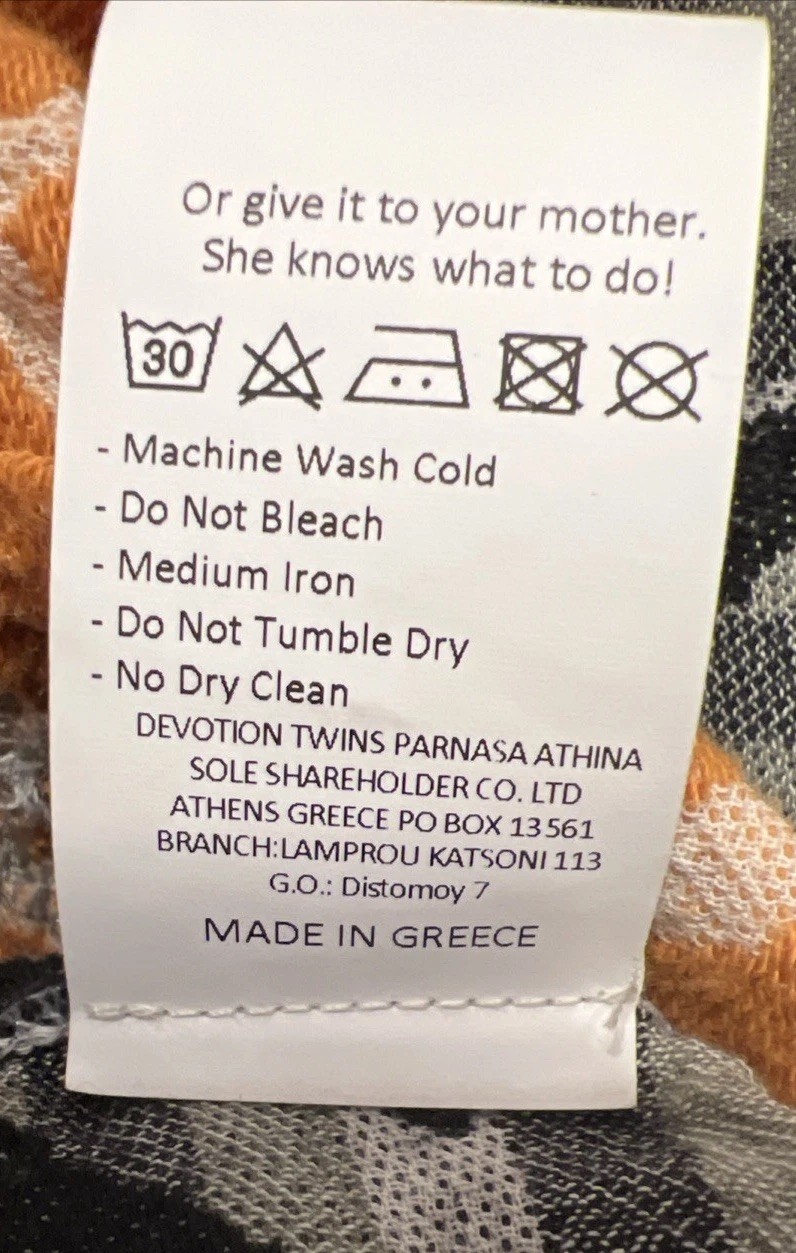 Or give it to your mother.
She knows what to do!
30
- Machine Wash Cold
- Do Not Bleach
- Medium Iron
- Do Not Tumble Dry
- No Dry Clean
DEVOTION TWINS PARNASA ATHINA
SOLE SHAREHOLDER CO. LTD
ATHENS GREECE PO BOX 13561
BRANCH:LAMPROU KATSONI 113
G.O.: Distomoy 7
MADE IN GREECE